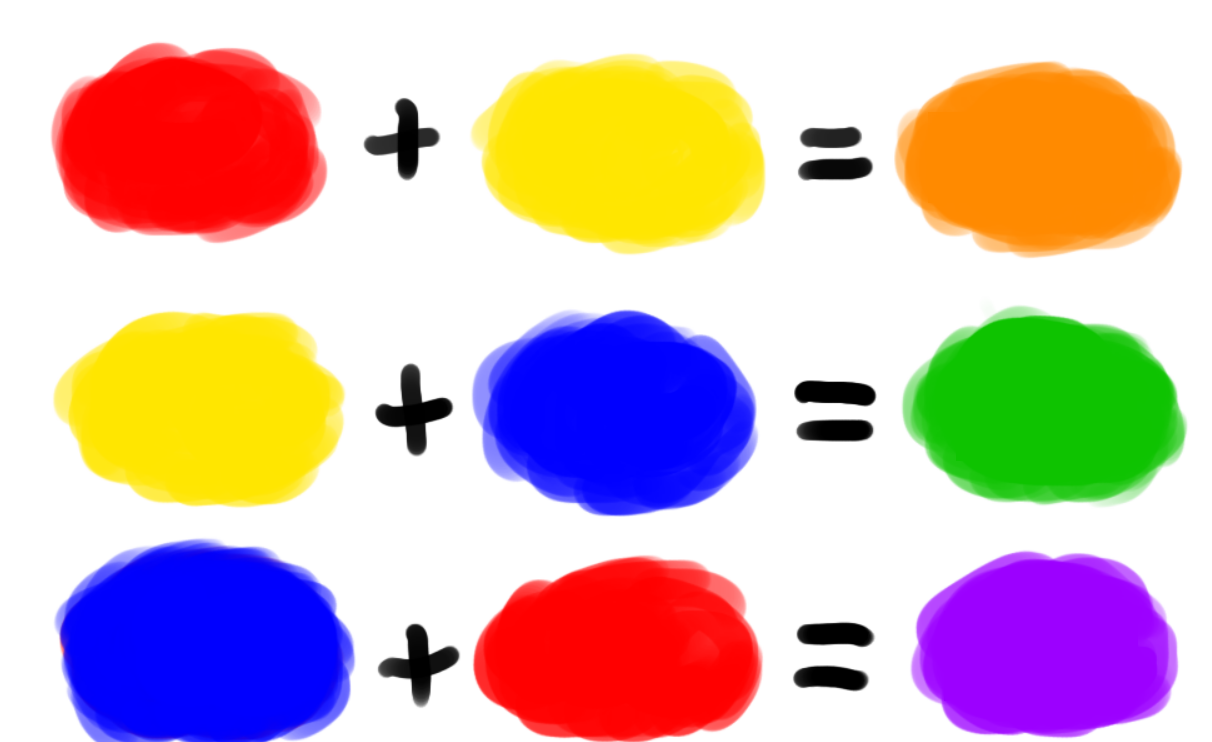 + =
+ =
+ =